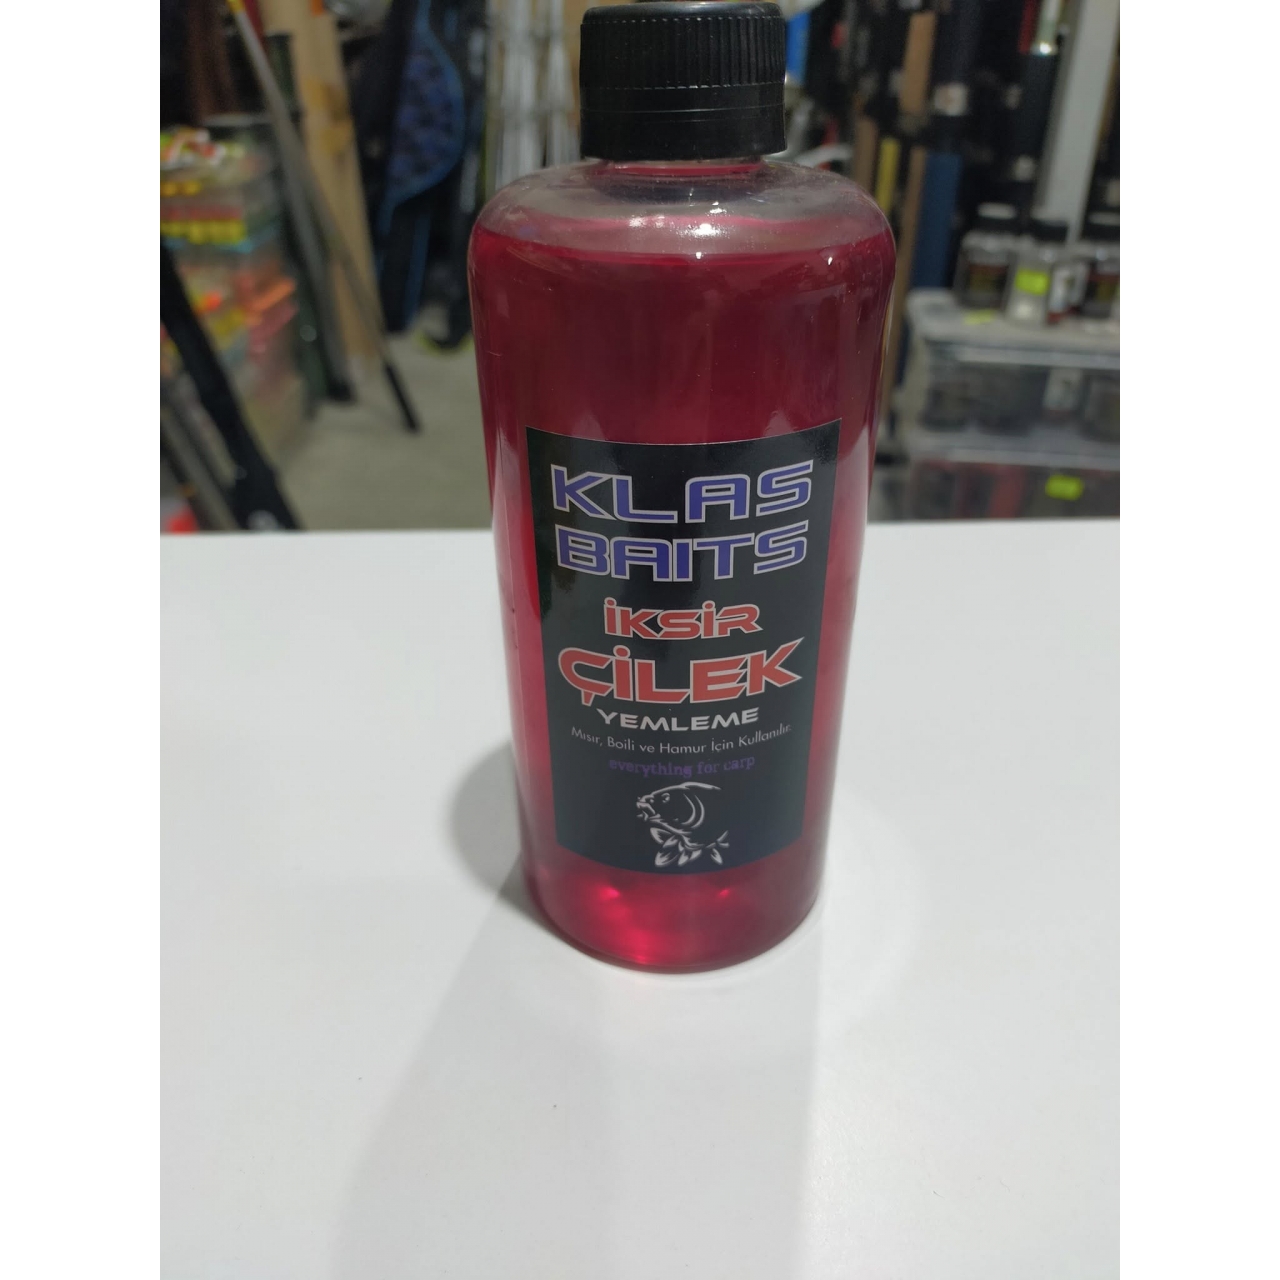 KLAS
BAITS
İKSİR
ÇİLEK
YEMLEME
Mısır, Boili ve Hamur İçin Kullanılır.
everything for carp